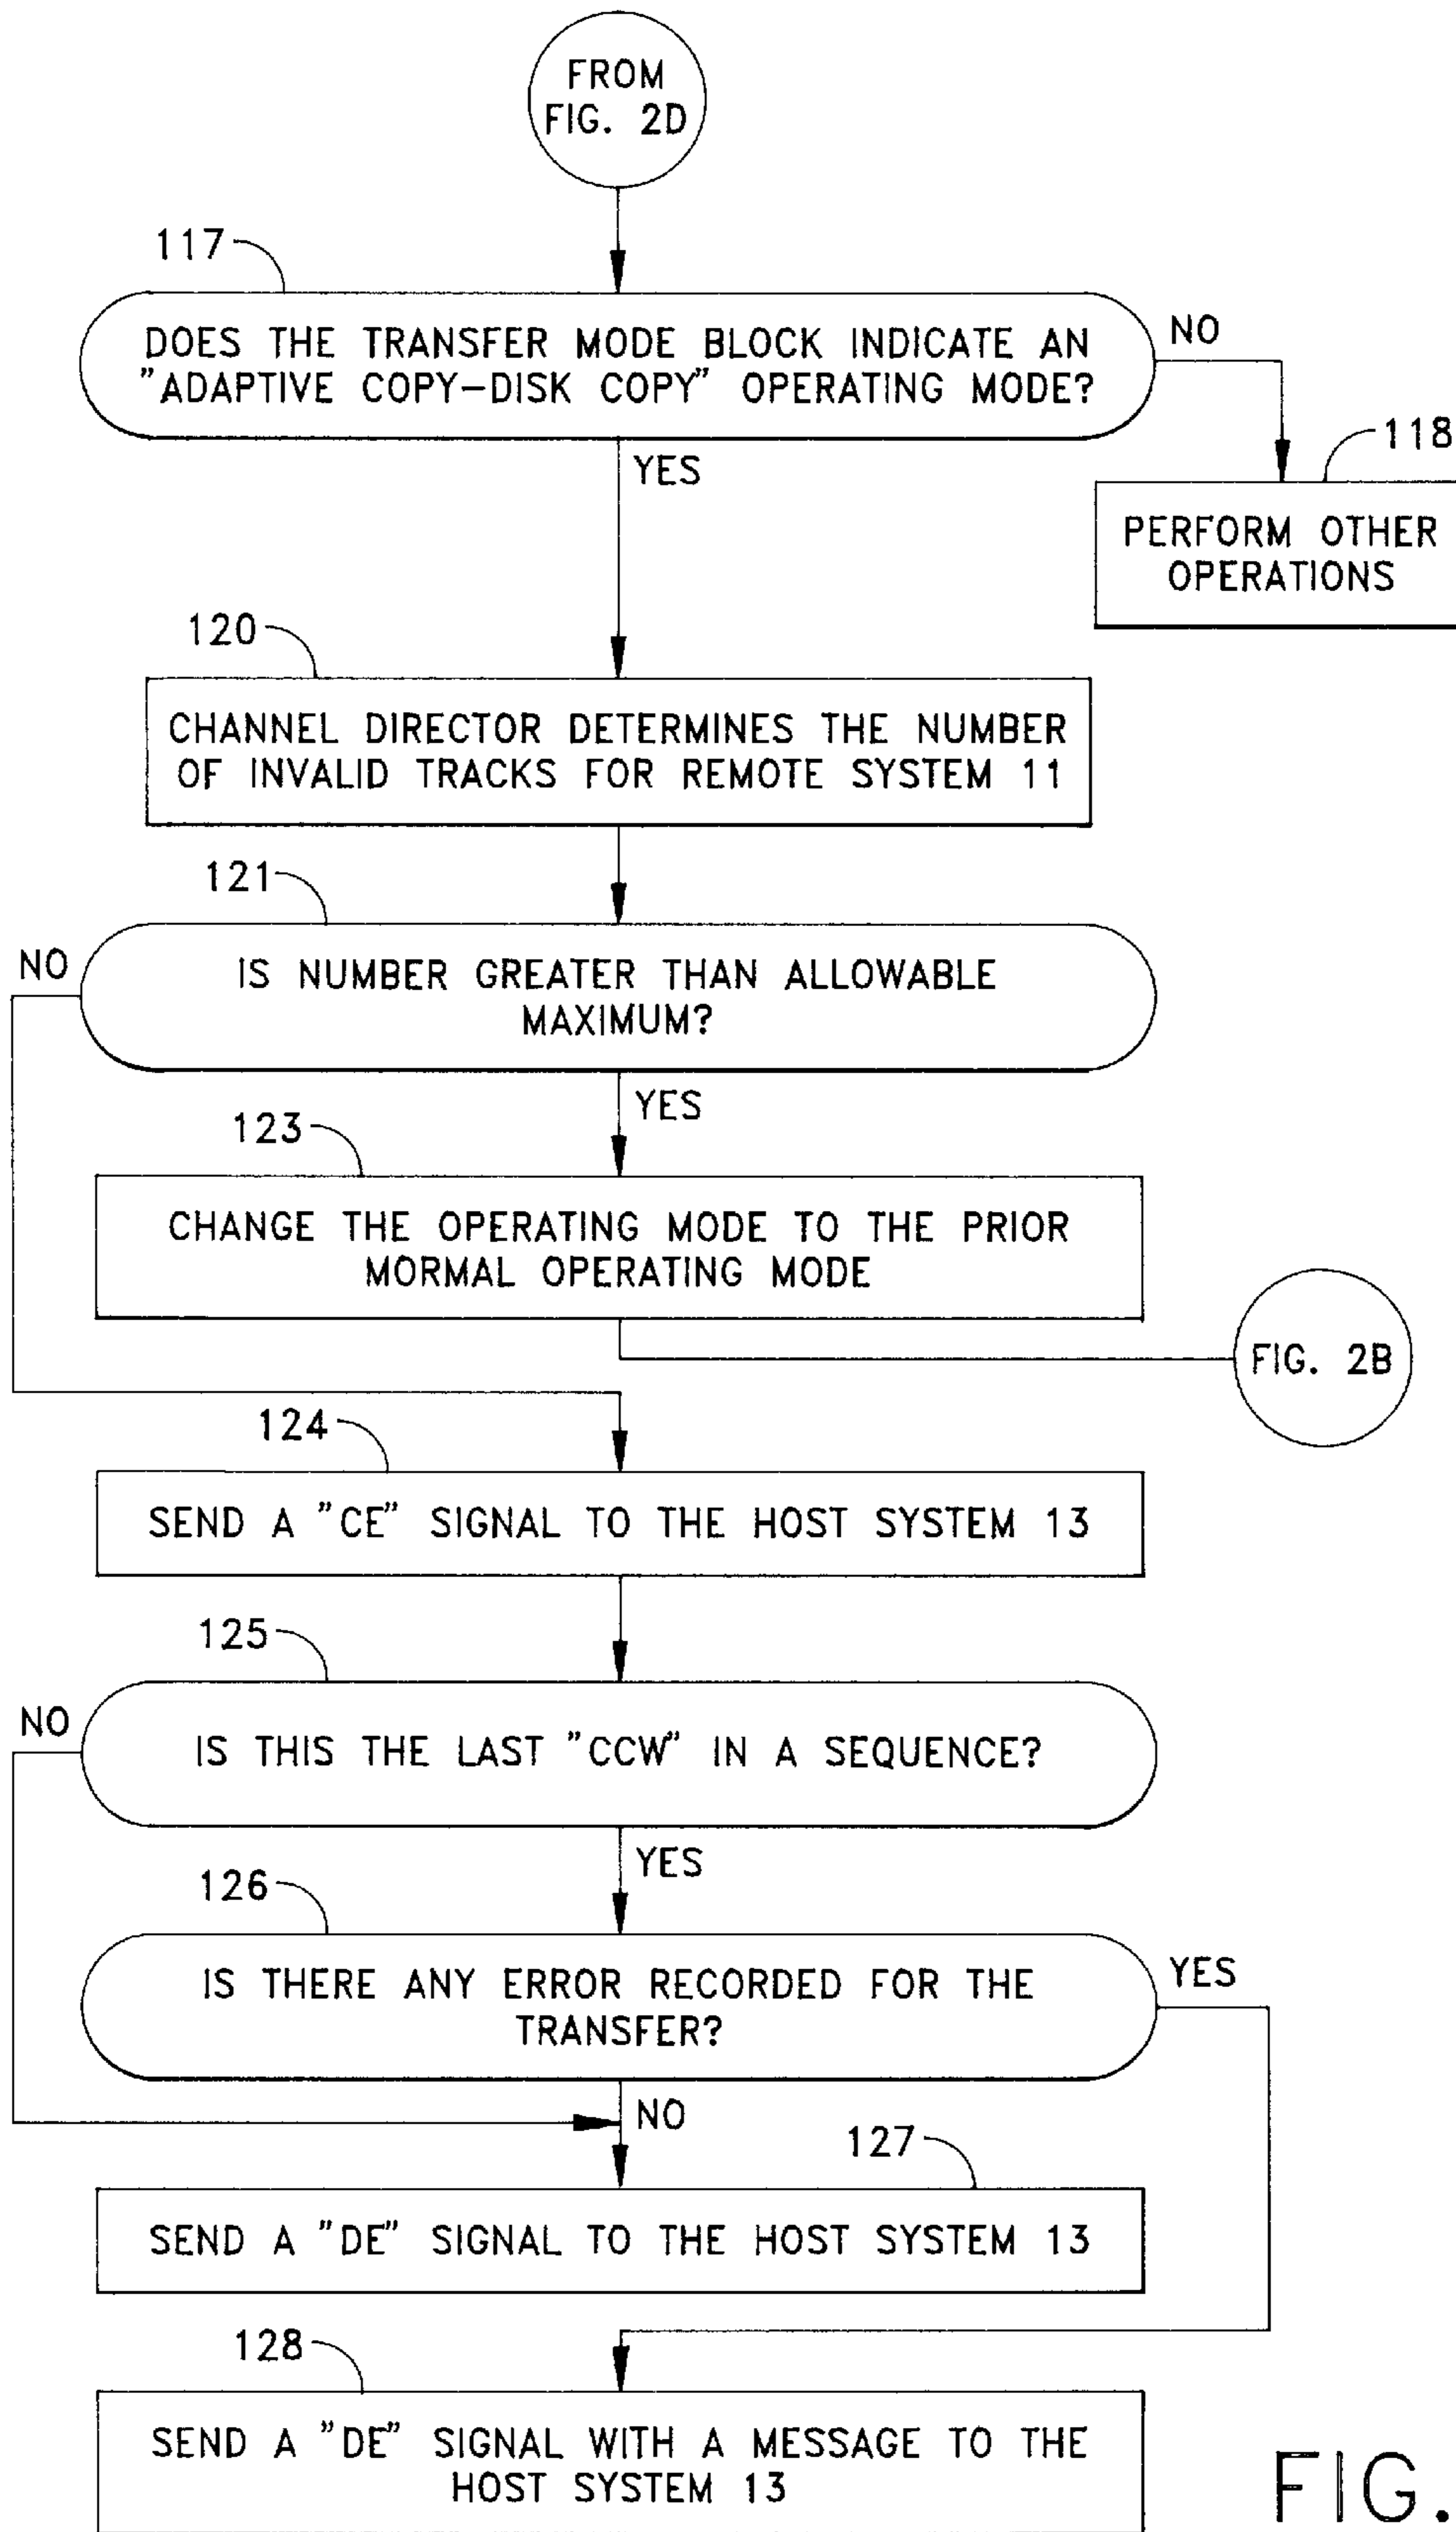 FROM
FIG. 2D
117
DOES THE TRANSFER MODE BLOCK INDICATE AN
"ADAPTIVE COPY-DISK COPY" OPERATING MODE?
NO
118
YES
PERFORM OTHER
OPERATIONS
120
CHANNEL DIRECTOR DETERMINES THE NUMBER
OF INVALID TRACKS FOR REMOTE SYSTEM 11
121
NO
IS NUMBER GREATER THAN ALLOWABLE
MAXIMUM?
YES
123
CHANGE THE OPERATING MODE TO THE PRIOR
MORMAL OPERATING MODE
FIG. 2B
124
SEND A "CE" SIGNAL TO THE HOST SYSTEM 13
125
NO
IS THIS THE LAST "CCW" IN A SEQUENCE?
YES
126
IS THERE ANY ERROR RECORDED FOR THE
TRANSFER?
YES
NO
127
SEND A "DE" SIGNAL TO THE HOST SYSTEM 13
128
SEND A "DE" SIGNAL WITH A MESSAGE TO THE
HOST SYSTEM 13
FIG.